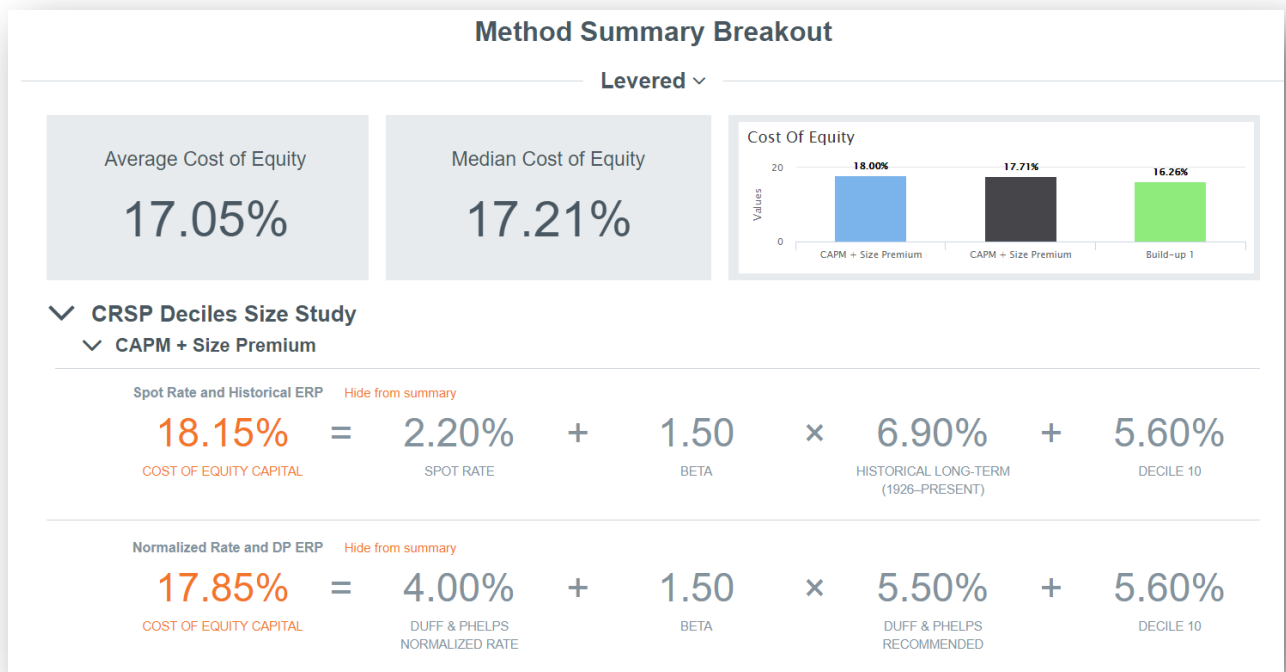 Method Summary Breakout
Levered
Average Cost of Equity
17.05%
Median Cost of Equity
17.21%
Cost Of Equity
Values
20
0
18.00%
17.71%
16.26%
CAPM + Size Premium
CAPM + Size Premium
Build-up 1
CRSP Deciles Size Study
CAPM + Size Premium
Spot Rate and Historical ERP Hide from summary
18.15% = 2.20% + 1.50 × 6.90% + 5.60%
COST OF EQUITY CAPITAL SPOT RATE BETA HISTORICAL LONG-TERM DECILE 10
(1926–PRESENT)
Normalized Rate and DP ERP Hide from summary
17.85% = 4.00% + 1.50 × 5.50% + 5.60%
COST OF EQUITY CAPITAL DUFF & PHELPS BETA DUFF & PHELPS DECILE 10
NORMALIZED RATE RECOMMENDED